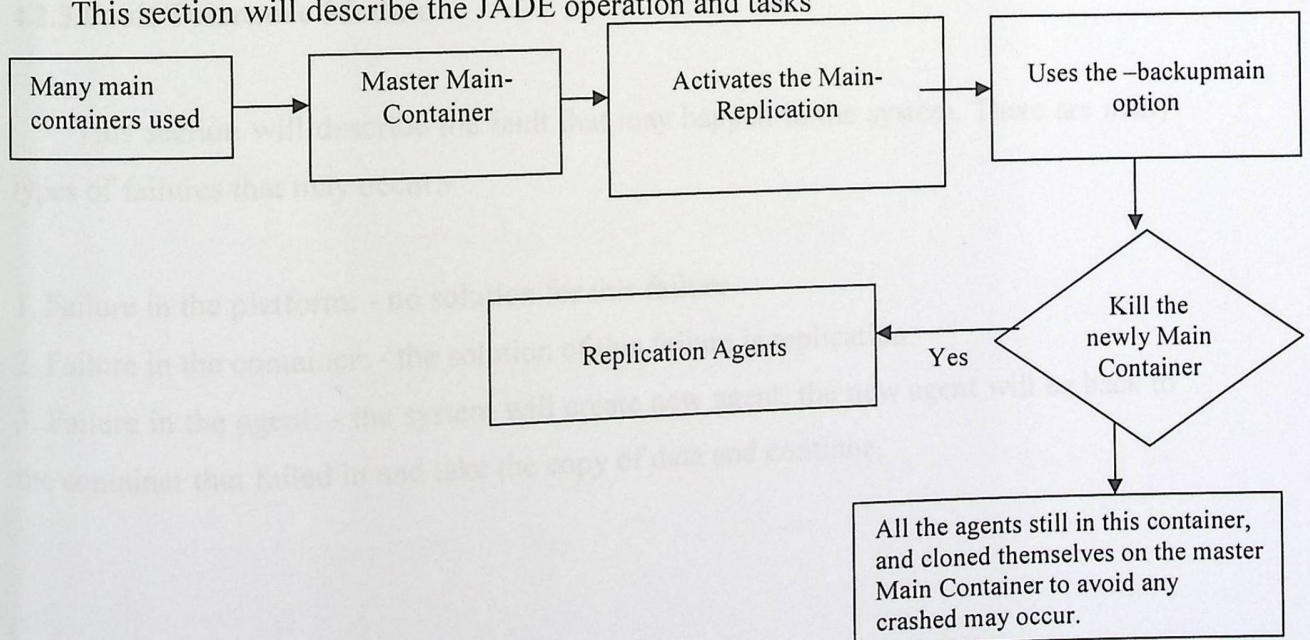 This section will describe the JADE operation and tasks
Many main
containers used
Master Main-
Container
Activates the Main-
Replication
Uses the –backupmain
option
Kill the
newly Main
Container
Yes
Replication Agents
All the agents still in this container,
and cloned themselves on the master
Main Container to avoid any
crashed may occur.
This section will describe the fault that may happen in the system. There are many
types of failures that may occur:
1. Failure in the platform: - no solution for this failure.
2. Failure in the container: - the solution of this failure is replication.
3. Failure in the agent: - the system will create new agent, the new agent will back to
the container that failed in and take the copy of data and continue.